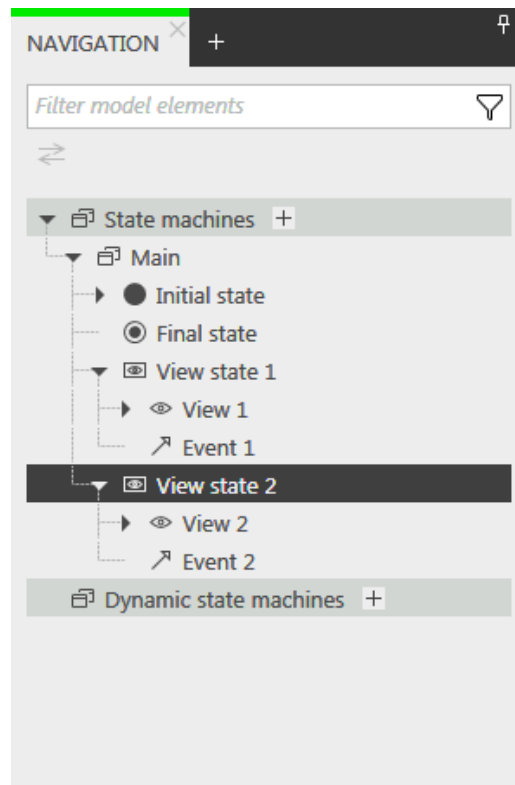 NAVIGATION
Filter model elements
State machines
Main
Initial state
Final state
View state 1
View 1
Event 1
View state 2
View 2
Event 2
Dynamic state machines